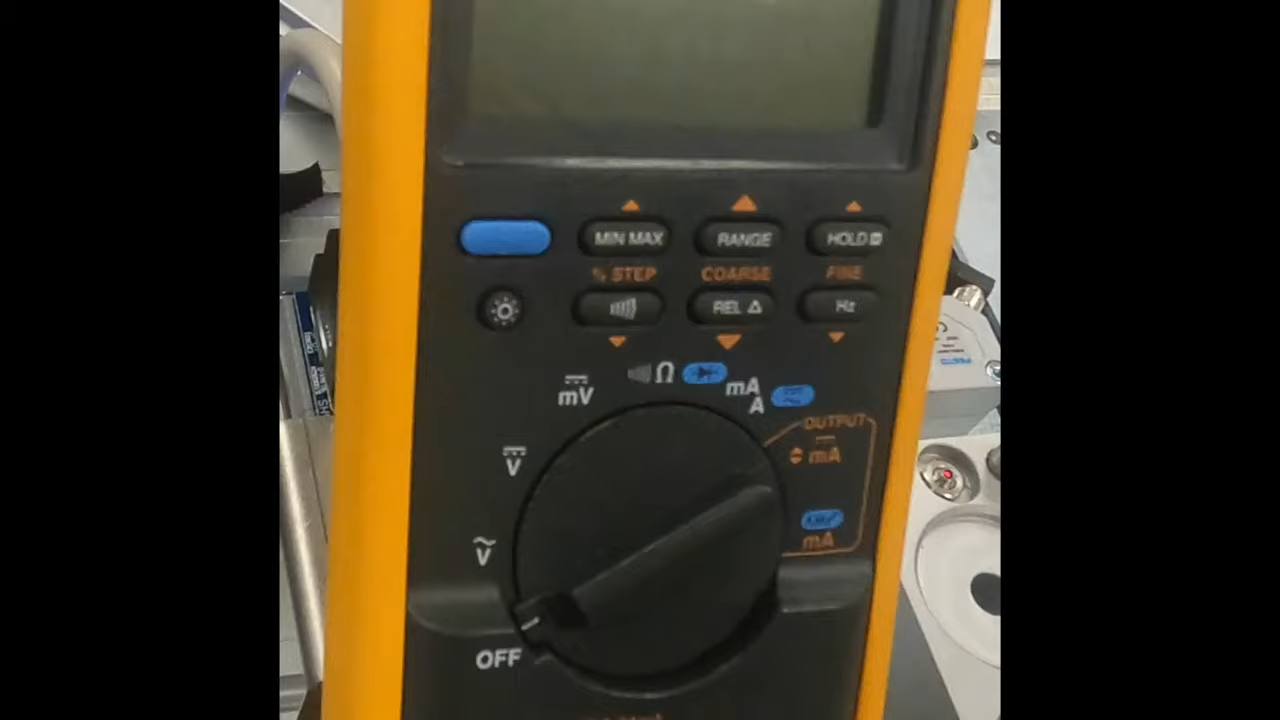 MIN MAX
RANGE
HOLD H
% STEP
COARSE
FINE
REL Δ
Hz
mV
Ω
mA
A
OUTPUT
mA
V
mA
V
OFF